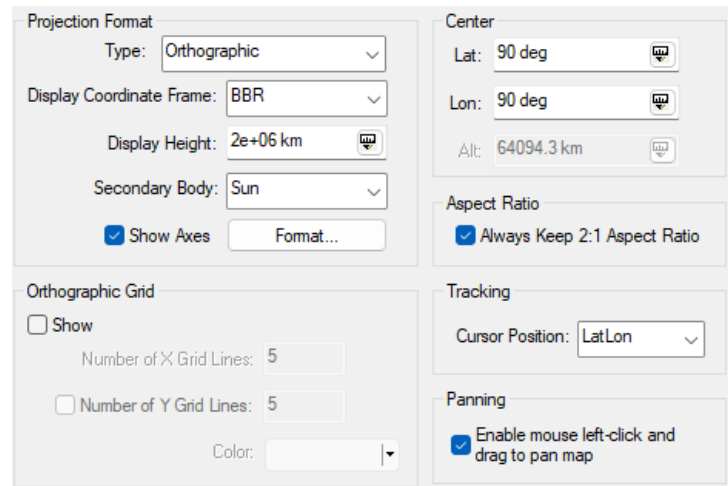 Projection Format
Type: Orthographic
Display Coordinate Frame: BBR
Display Height: 2e+06 km
Secondary Body: Sun
Show Axes Format...
Center
Lat: 90 deg
Lon: 90 deg
Alt: 64094.3 km
Aspect Ratio
Always Keep 2:1 Aspect Ratio
Orthographic Grid
Show
Number of X Grid Lines: 5
Number of Y Grid Lines: 5
Color:
Tracking
Cursor Position: LatLon
Panning
Enable mouse left-click and
drag to pan map